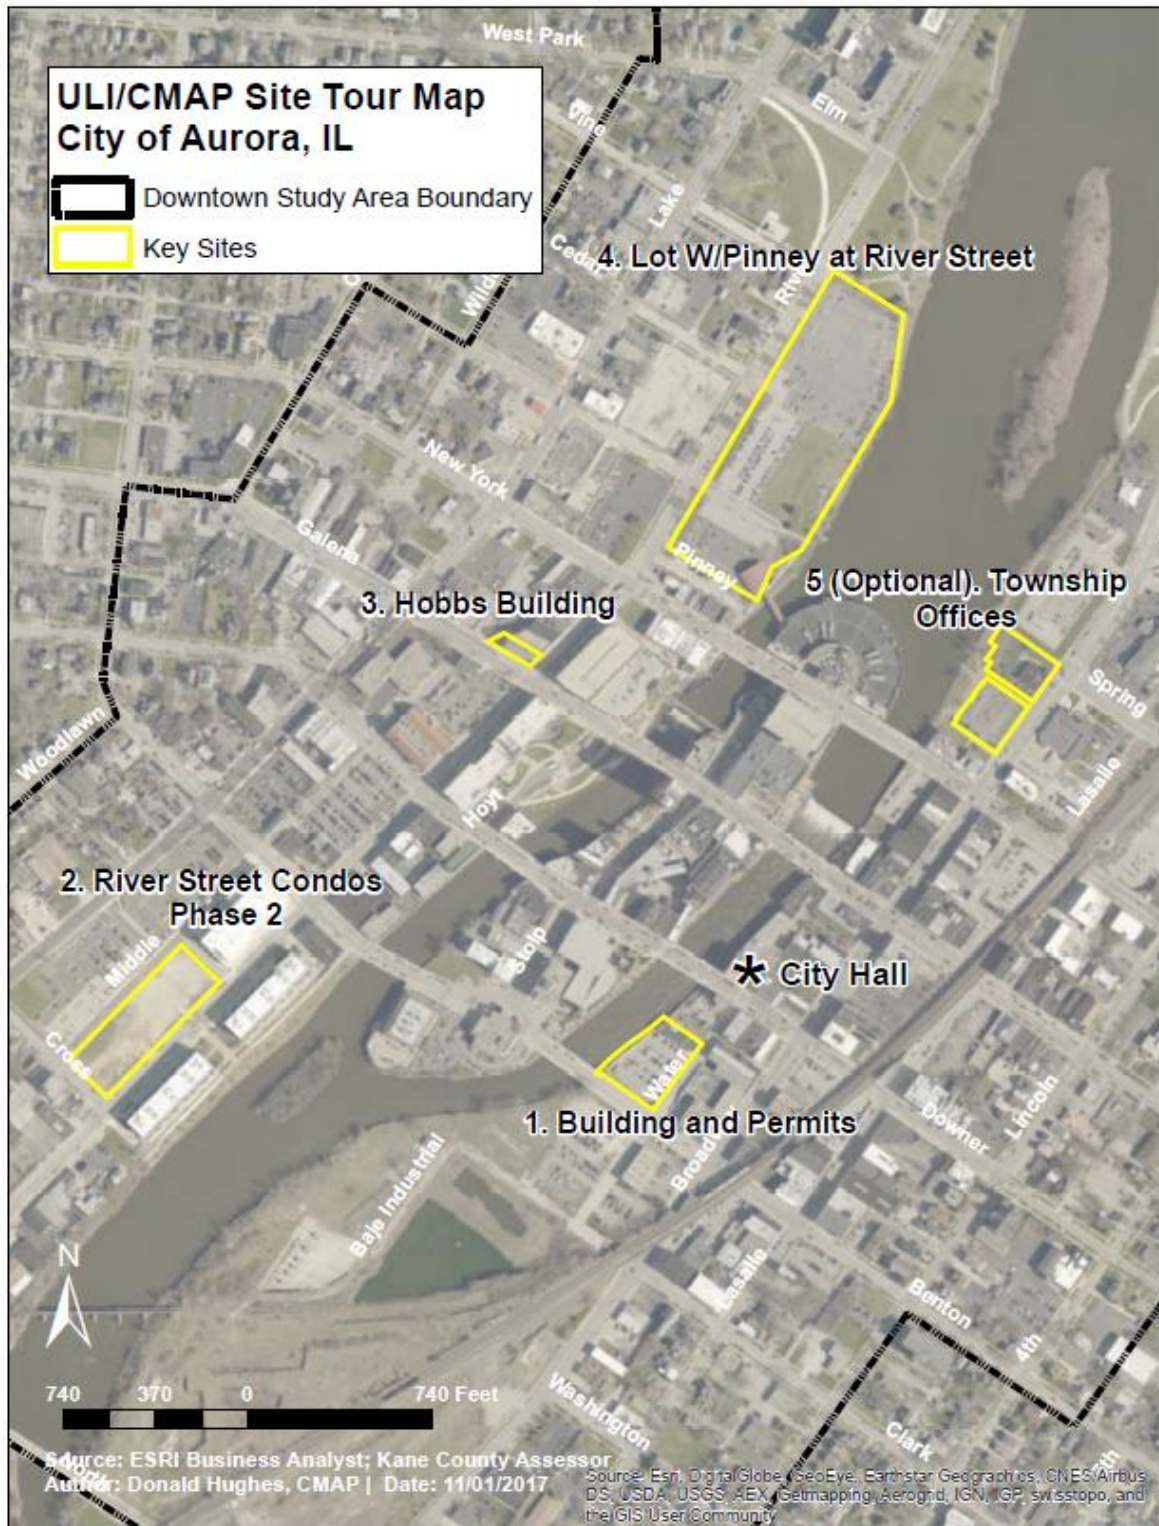 West Park
ULI/CMAP Site Tour Map
City of Aurora, IL
Downtown Study Area Boundary
Key Sites
Elm
Vine
Lake
Cedar
4. Lot W/Pinney at River Street
New York
Galena
Pinney
3. Hobbs Building
5 (Optional). Township
Offices
Spring
Woodlawn
Lasalle
Hoyt
2. River Street Condos
Phase 2
Middle
Stolp
* City Hall
Cross
Water
1. Building and Permits
Downer
Lincoln
Baje Industrial
N
Lasalle
Benton
4th
740 370 0 740 Feet
Washington
Clark
Source: ESRI Business Analyst; Kane County Assessor
Author: Donald Hughes, CMAP | Date: 11/01/2017
Source: Esri, DigitalGlobe, GeoEye, Earthstar Geographics, CNES/Airbus
DS, USDA, USGS, AEX, Getmapping, Aerogrid, IGN, IGP, swisstopo, and
the GIS User Community